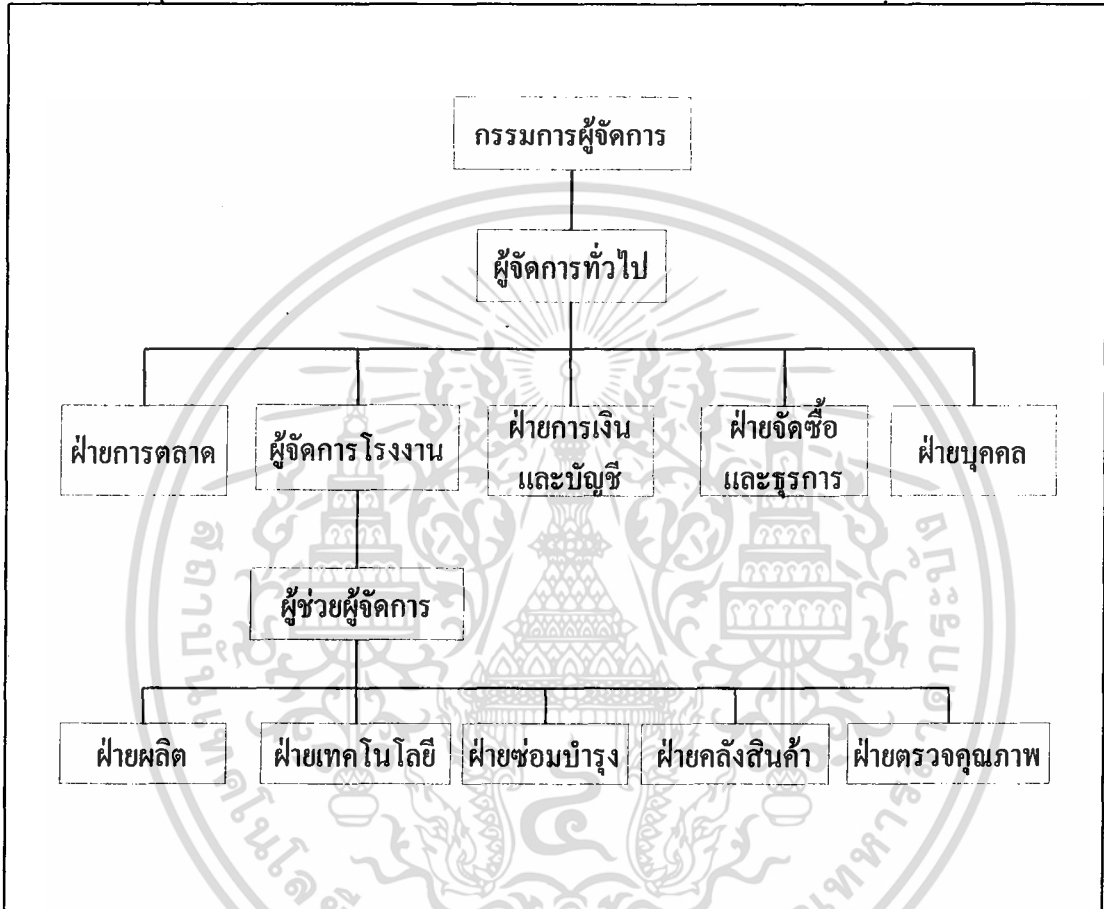 กรรมการผู้จัดการ
ผู้จัดการทั่วไป
ฝ่ายการตลาด
ผู้จัดการโรงงาน
ฝ่ายการเงิน
และบัญชี
ฝ่ายจัดซื้อ
และธุรการ
ฝ่ายบุคคล
ผู้ช่วยผู้จัดการ
ฝ่ายผลิต
ฝ่ายเทคโนโลยี
ฝ่ายซ่อมบำรุง
ฝ่ายคลังสินค้า
ฝ่ายตรวจคุณภาพ